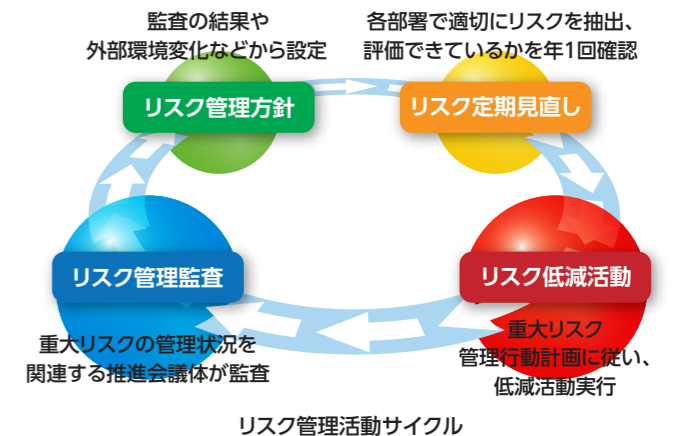 監査の結果や
外部環境変化などから設定
各部署で適切にリスクを抽出、
評価できているかを年1回確認
リスク管理方針
リスク定期見直し
リスク管理監査
リスク低減活動
重大リスクの管理状況を
関連する推進会議体が監査
重大リスク
管理行動計画に従い、
低減活動実行
リスク管理活動サイクル